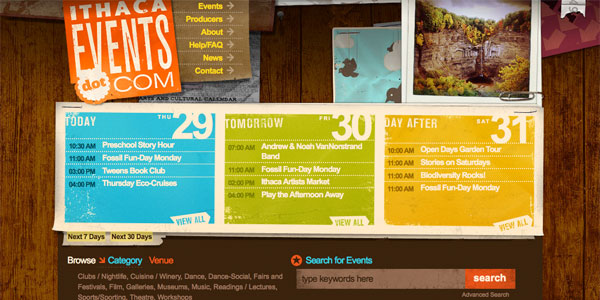 ITHACA
EVENTS
dot COM
ARTS AND CULTURAL CALENDAR
Events
Producers
About
Help/FAQ
News
Contact
TODAY THU 29
10:30 AM Preschool Story Hour
11:00 AM Fossil Fun-Day Monday
03:00 PM Tweens Book Club
04:00 PM Thursday Eco-Cruises
VIEW ALL
TOMORROW FRI 30
07:00 AM Andrew & Noah VanNorstrand
Band
11:00 AM Fossil Fun-Day Monday
02:00 PM Ithaca Artists Market
04:00 PM Play the Afternoon Away
VIEW ALL
DAY AFTER SAT 31
10:00 AM Open Days Garden Tour
11:00 AM Stories on Saturdays
11:00 AM Biodiversity Rocks!
11:00 AM Fossil Fun-Day Monday
VIEW ALL
Next 7 Days Next 30 Days
Browse Category Venue
Clubs / Nightlife, Cuisine / Winery, Dance, Dance-Social, Fairs and
Festivals, Film, Galleries, Museums, Music, Readings / Lectures,
Sports/Sporting, Theatre, Workshops
Search for Events
type keywords here
search
Advanced Search